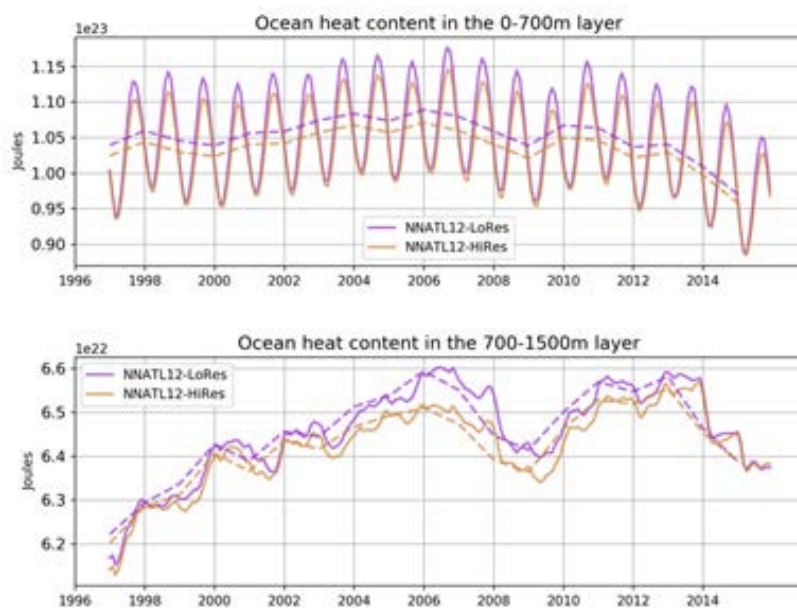 Ocean heat content in the 0-700m layer
1e23
1.15
1.10
1.05
1.00
0.95
0.90
Joules
NNATL12-LoRes
NNATL12-HiRes
1996 1998 2000 2002 2004 2006 2008 2010 2012 2014
Ocean heat content in the 700-1500m layer
1e22
6.6
6.5
6.4
6.3
6.2
Joules
NNATL12-LoRes
NNATL12-HiRes
1996 1998 2000 2002 2004 2006 2008 2010 2012 2014